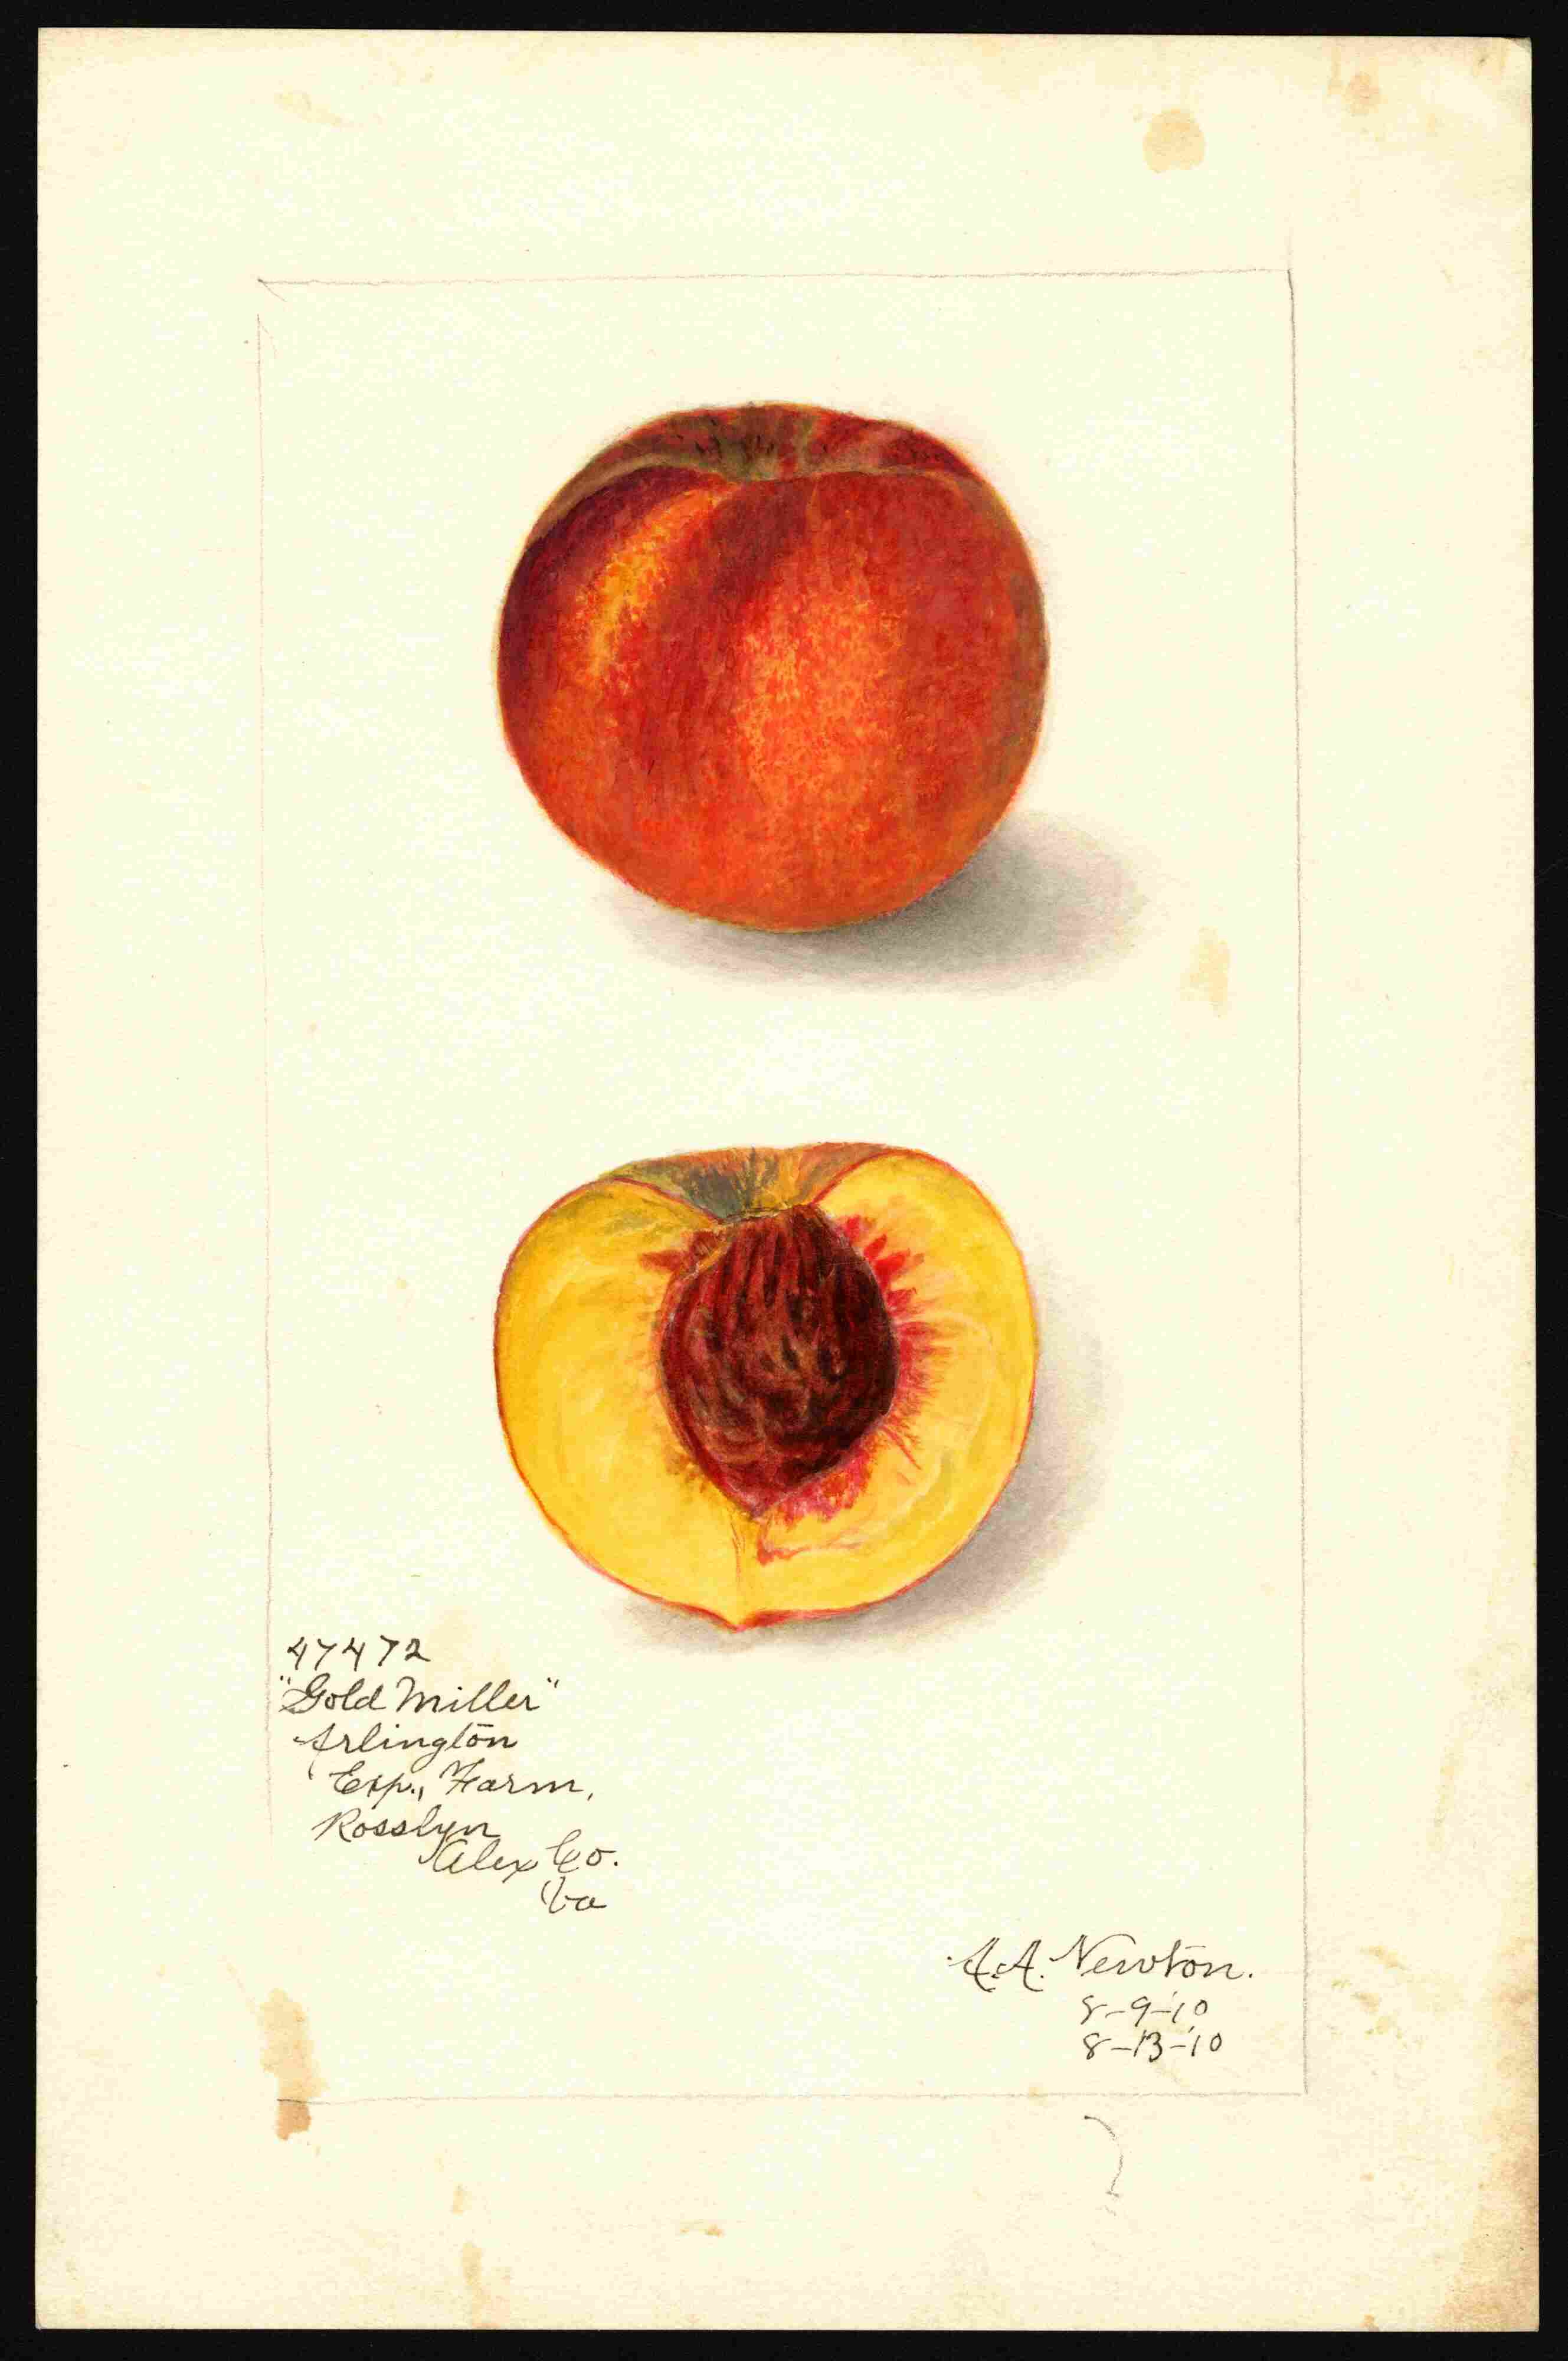 47472
"Gold Miller"
Arlington
Exp., Farm,
Rosslyn
Alex Co.
Va
A.A. Newton.
8-9-'10
8-13-'10